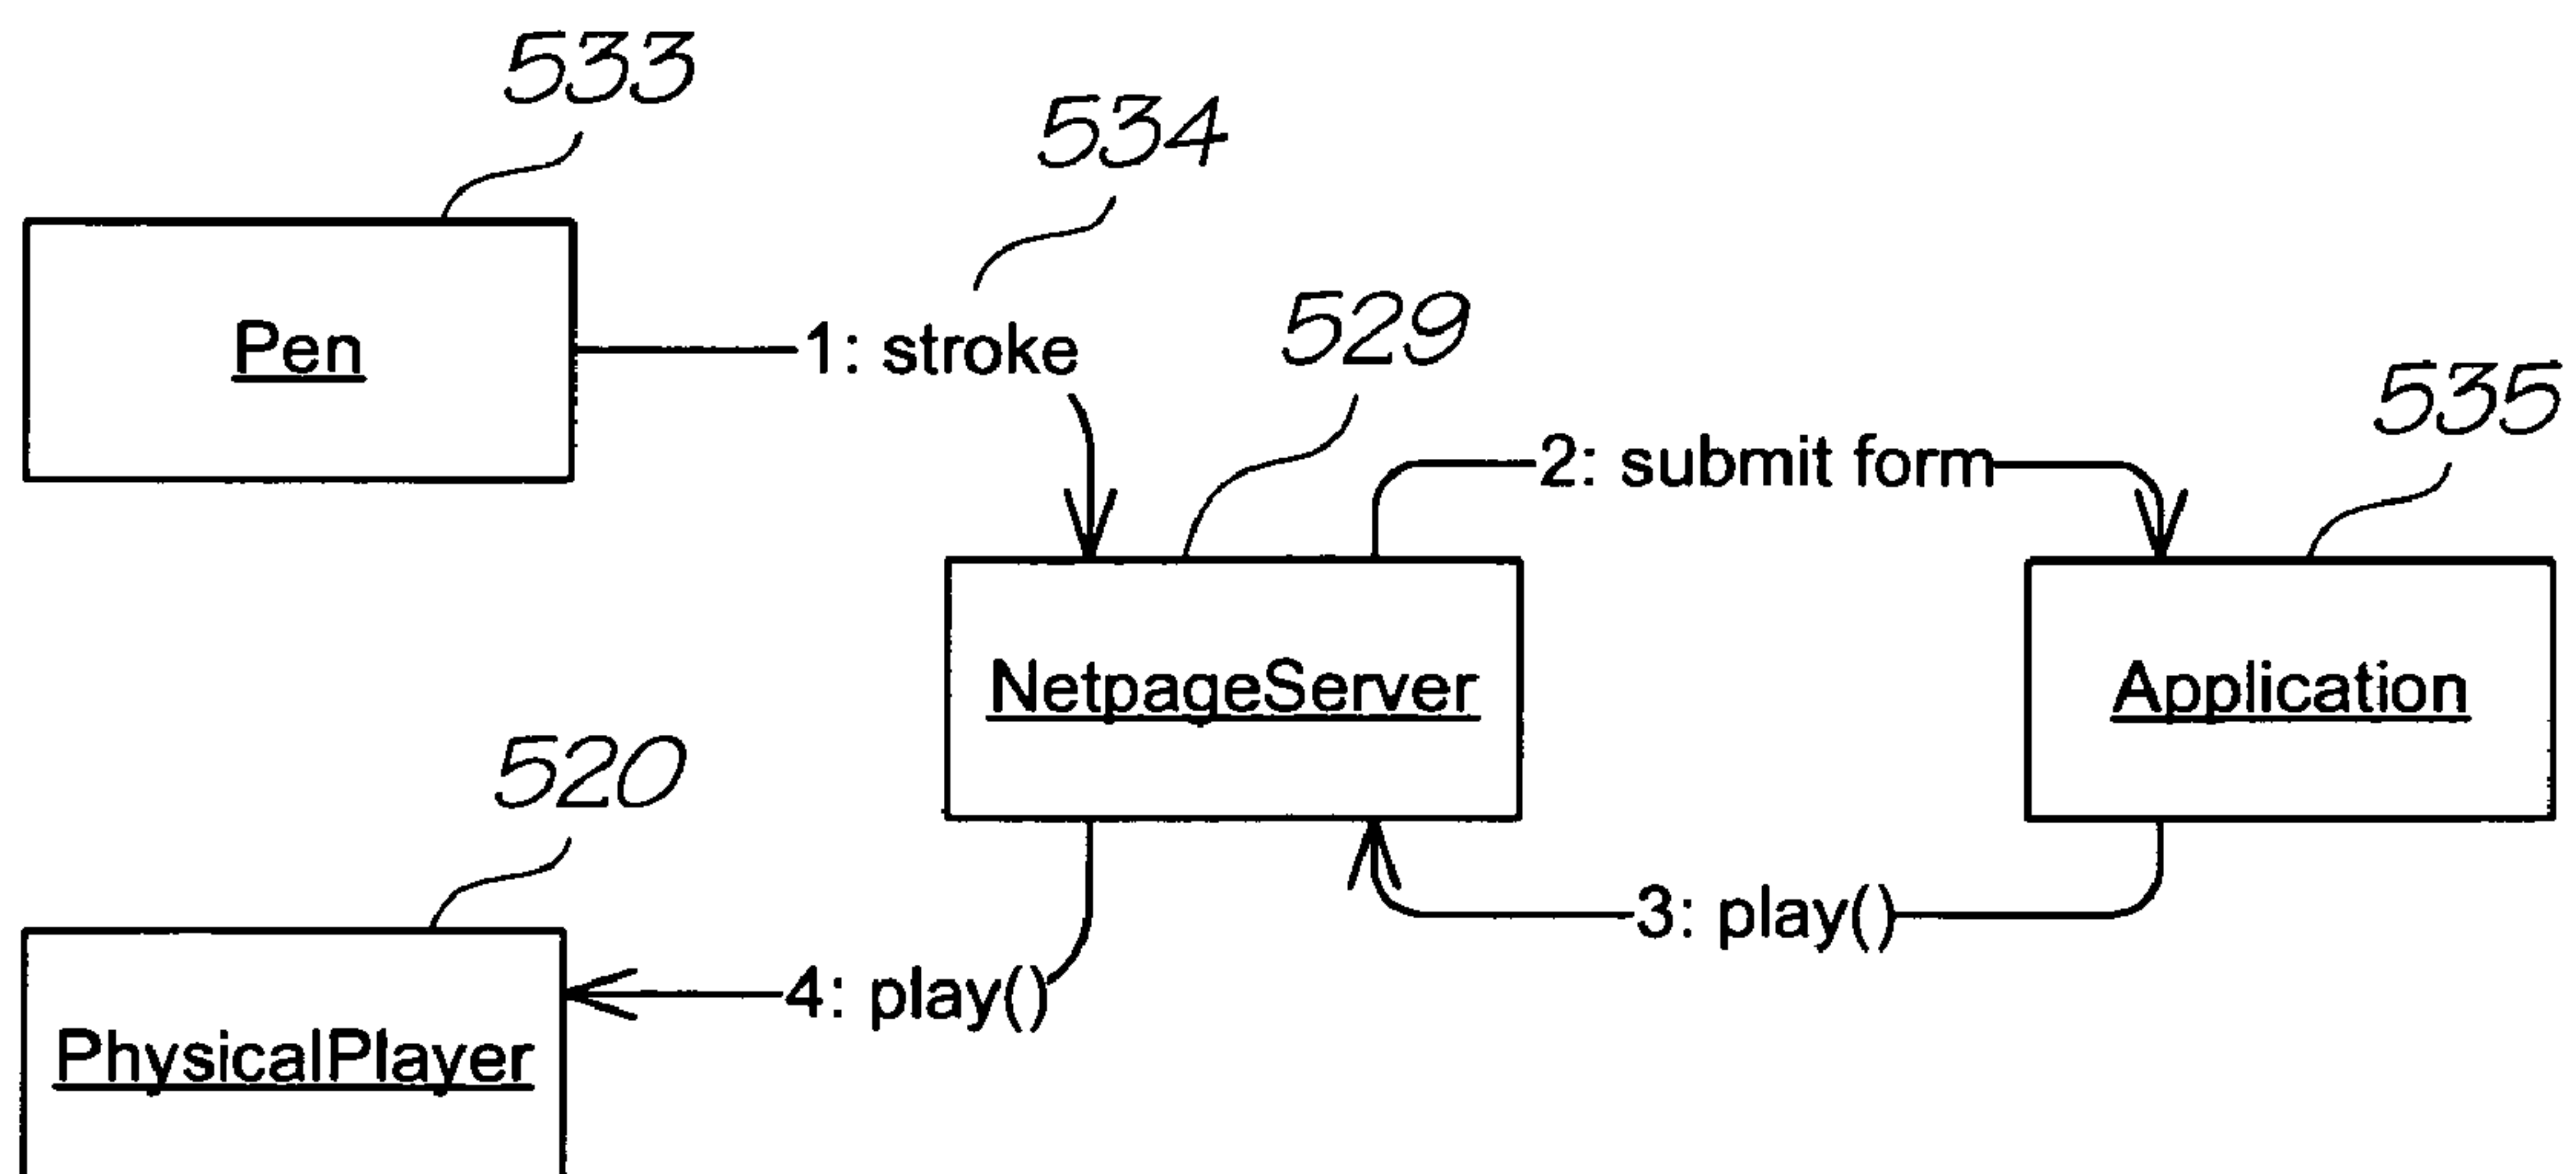 533
534
Pen
1: stroke
529
535
2: submit form
NetpageServer
Application
520
3: play()
4: play()
PhysicalPlayer